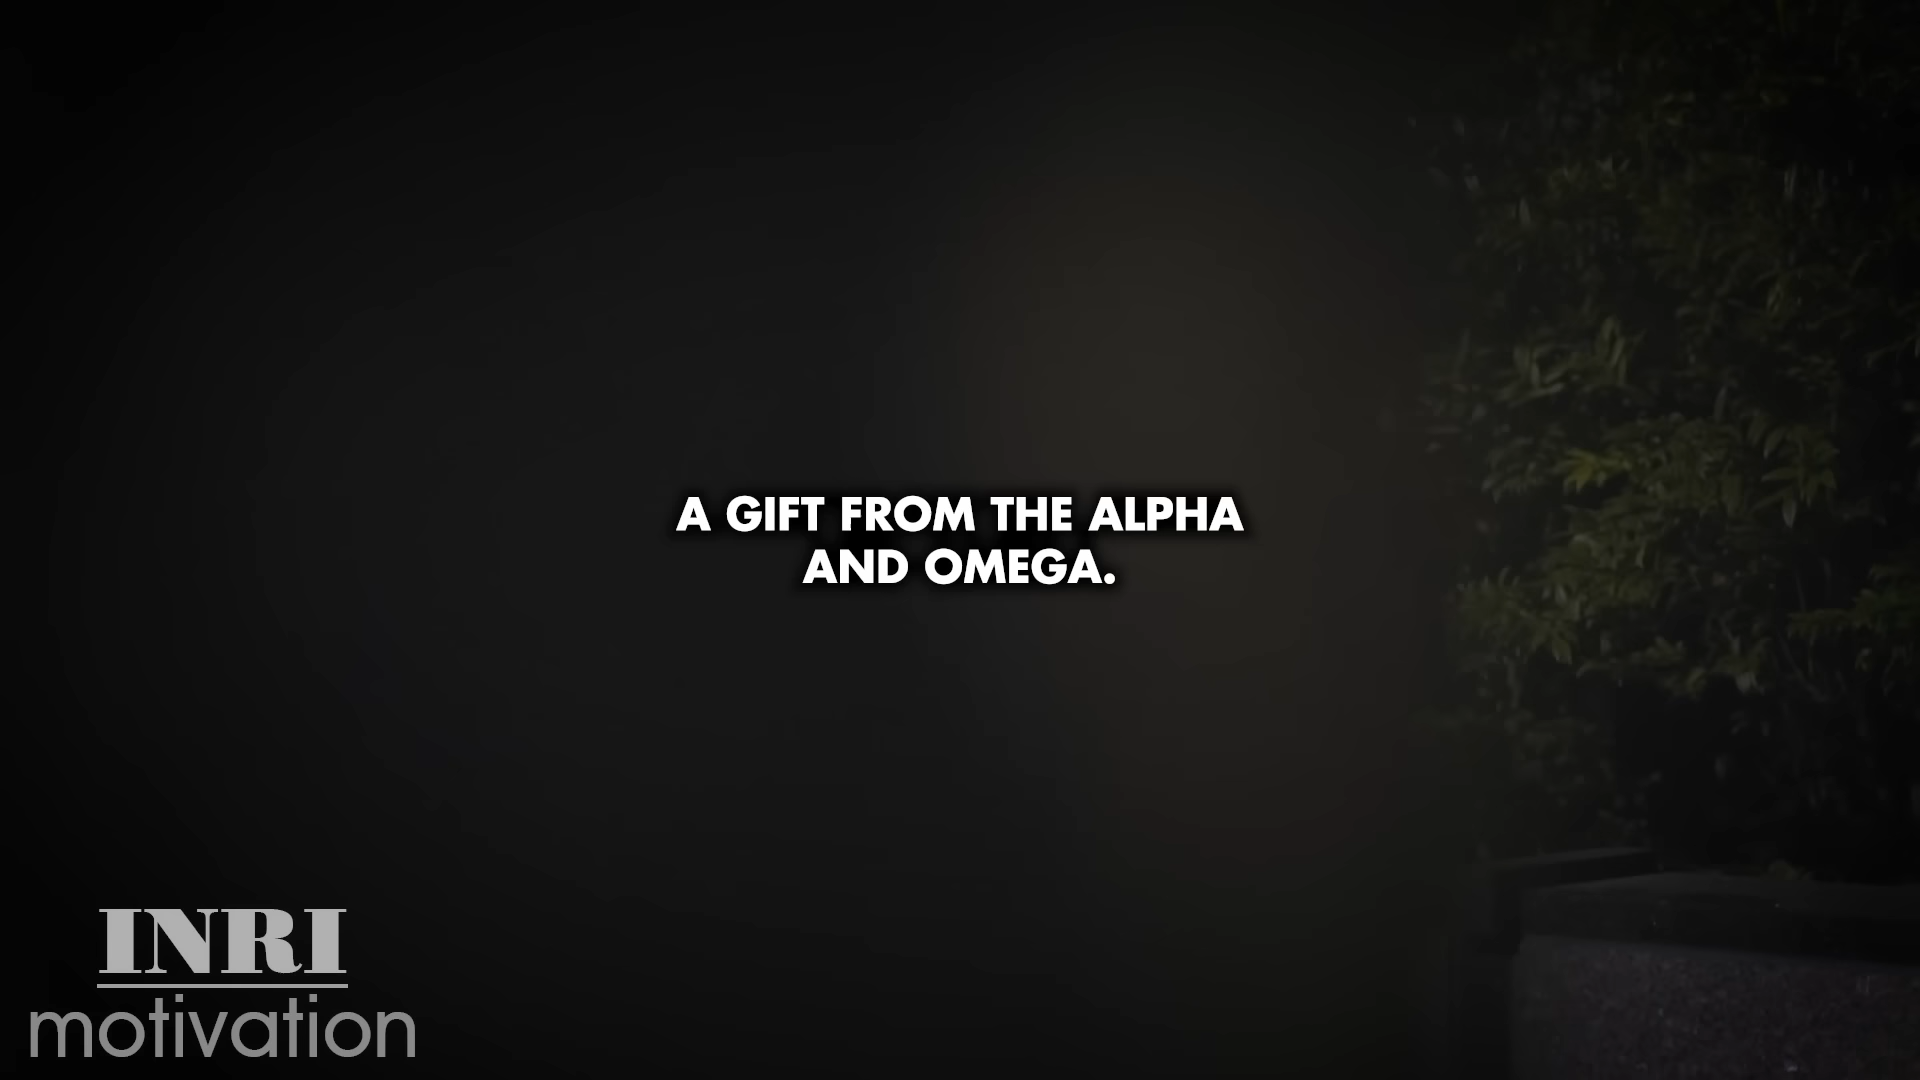 A GIFT FROM THE ALPHA
AND OMEGA.
INRI
motivation